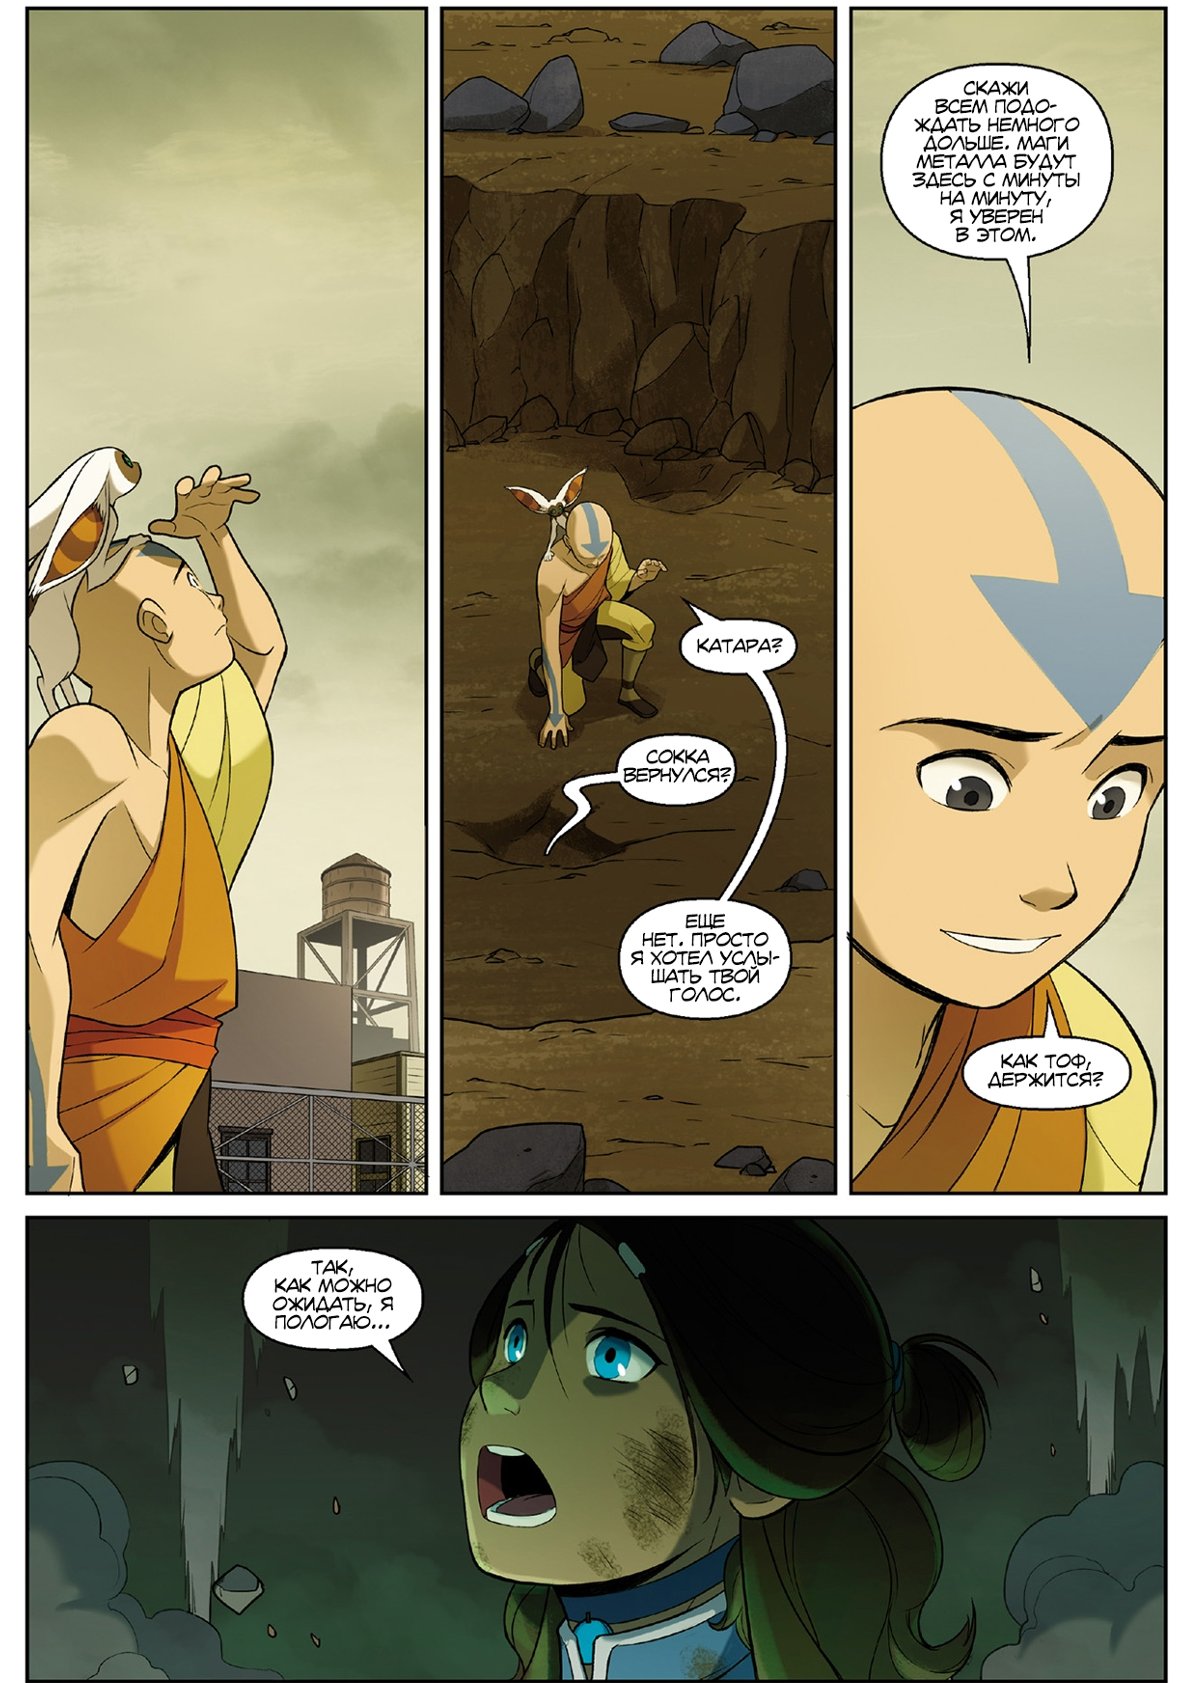 КАТАРА?
СОККА
ВЕРНУЛСЯ?
ЕЩЕ
НЕТ. ПРОСТО
Я ХОТЕЛ УСЛЫ-
ШАТЬ ТВОЙ
ГОЛОС.
СКАЖИ
ВСЕМ ПОДО-
ЖДАТЬ НЕМНОГО
ДОЛЬШЕ. МАГИ
МЕТАЛЛА БУДУТ
ЗДЕСЬ С МИНУТЫ
НА МИНУТУ,
Я УВЕРЕН
В ЭТОМ.
КАК ТОФ,
ДЕРЖИТСЯ?
ТАК,
КАК МОЖНО
ОЖИДАТЬ, Я
ПОЛОГАЮ...